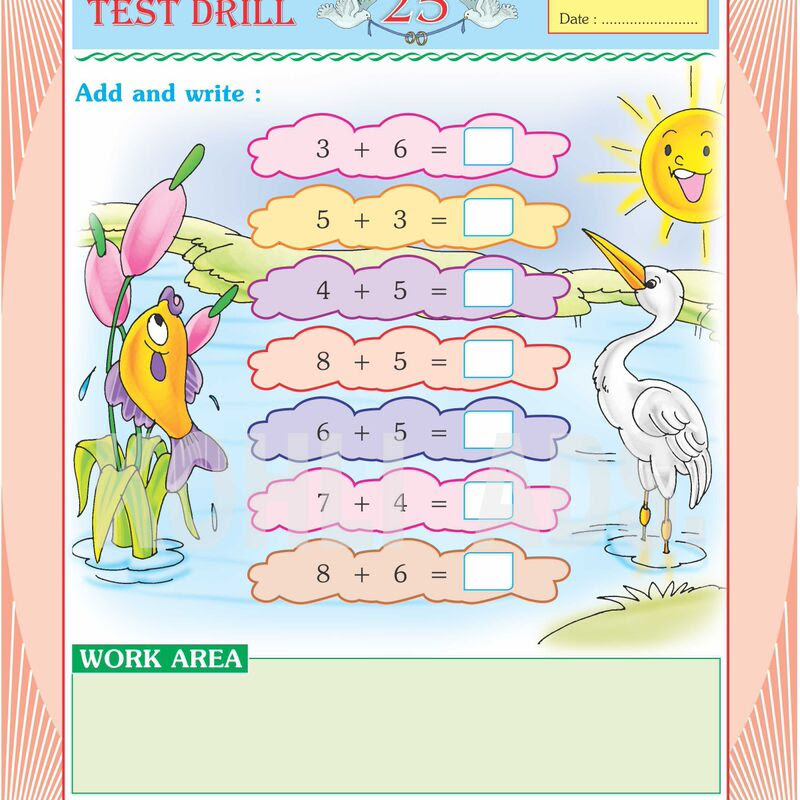 TEST DRILL 25
Date : ........................
Add and write :
3 + 6 =
5 + 3 =
4 + 5 =
8 + 5 =
6 + 5 =
7 + 4 =
8 + 6 =
WORK AREA